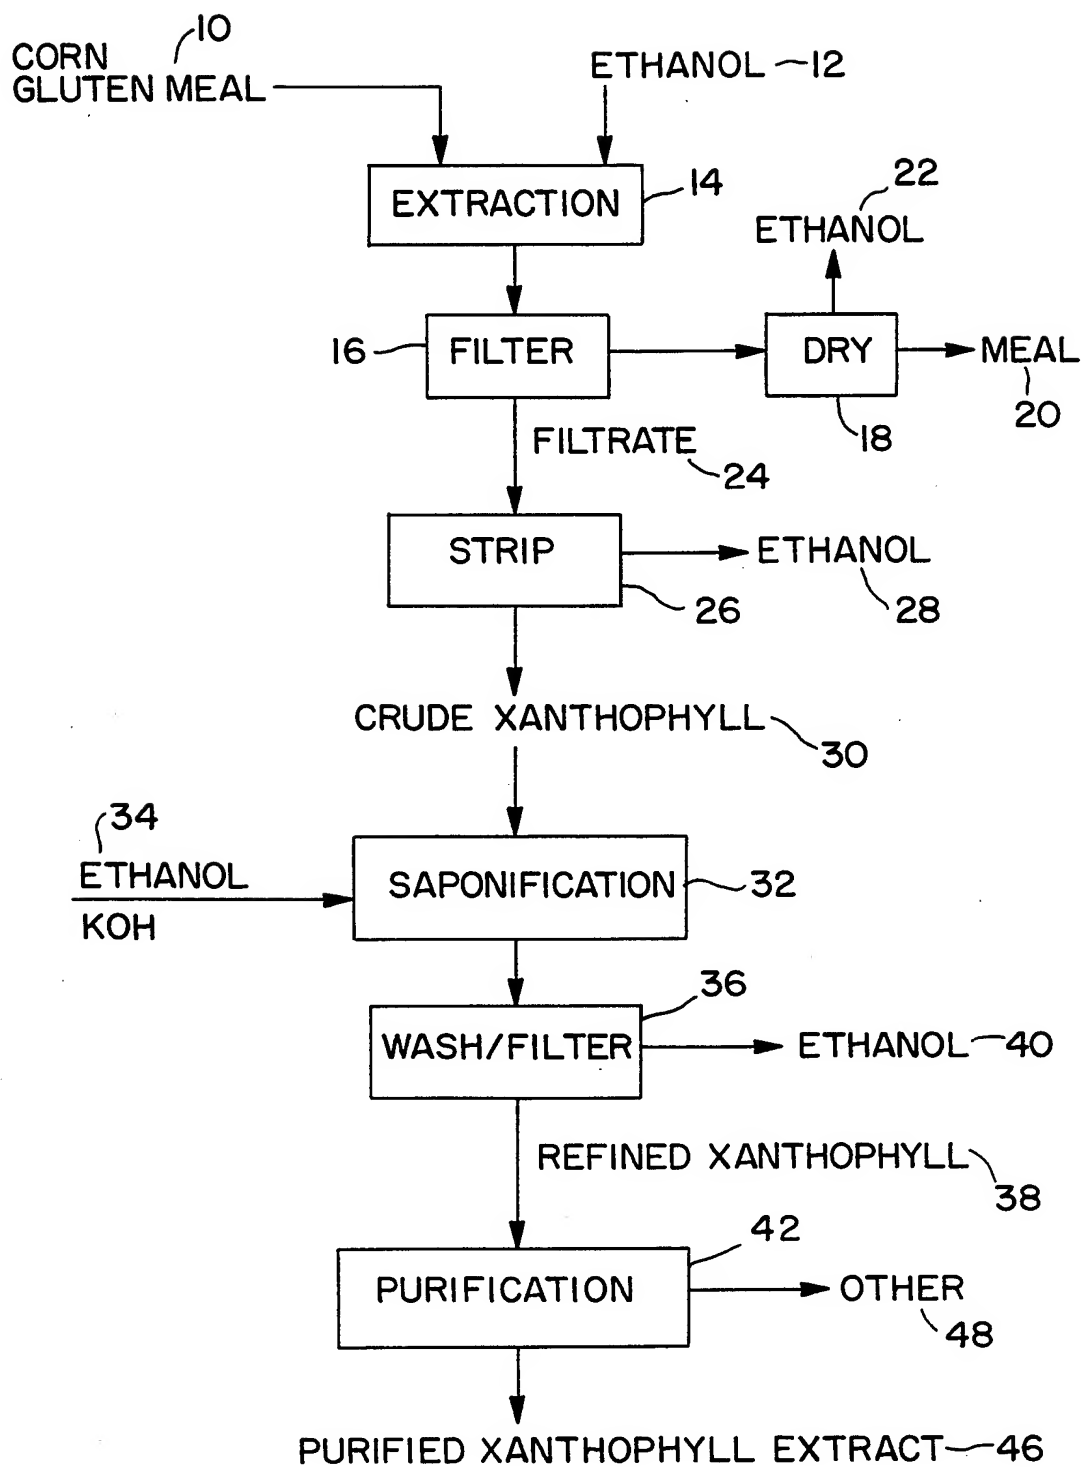 10
CORN
GLUTEN MEAL
ETHANOL 12
EXTRACTION 14
22
ETHANOL
16 FILTER DRY MEAL
20
18
FILTRATE
24
STRIP ETHANOL
26 28
CRUDE XANTHOPHYLL
30
34
ETHANOL
KOH
SAPONIFICATION 32
36
WASH/FILTER ETHANOL 40
REFINED XANTHOPHYLL
38
42
PURIFICATION OTHER
48
PURIFIED XANTHOPHYLL EXTRACT 46